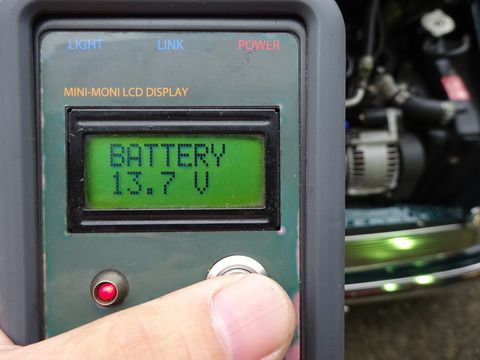 LIGHT LINK POWER
MINI-MONI LCD DISPLAY
BATTERY
13.7 V